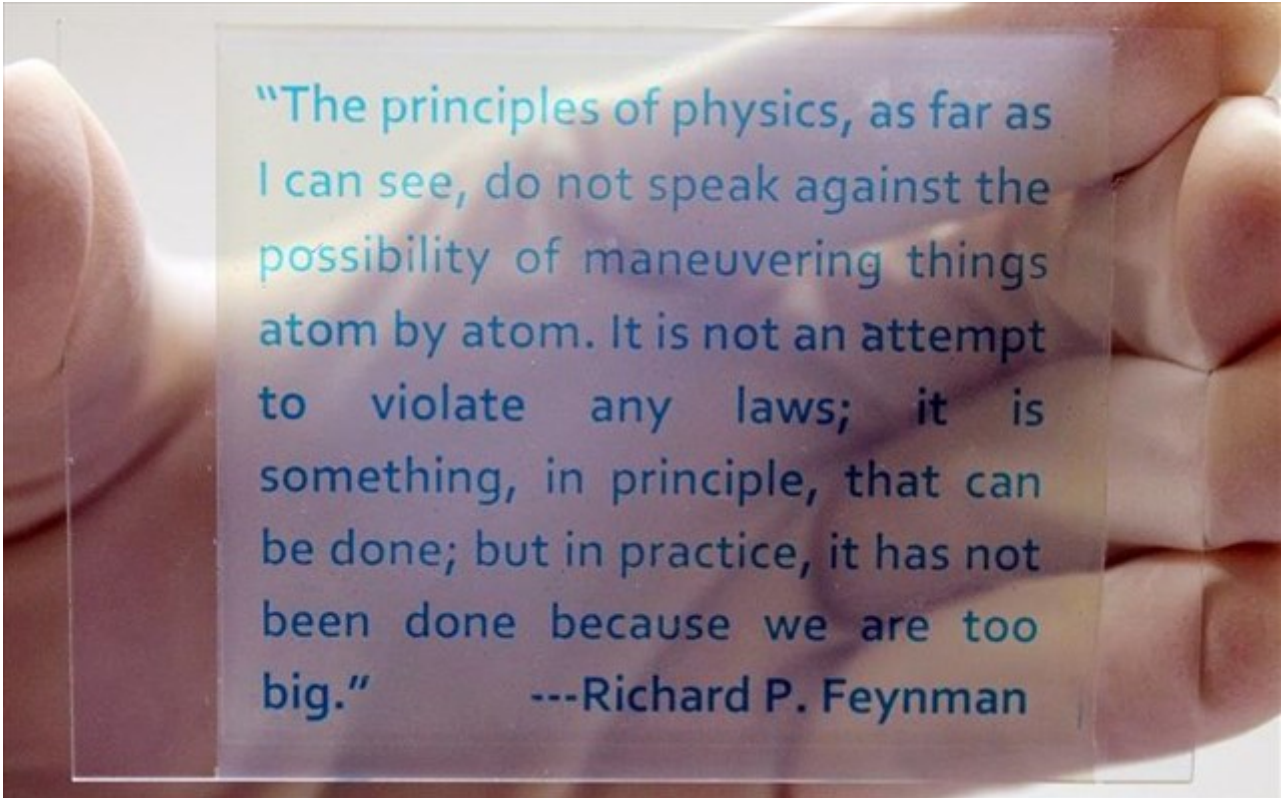 “The principles of physics, as far as
I can see, do not speak against the
possibility of maneuvering things
atom by atom. It is not an attempt
to violate any laws; it is
something, in principle, that can
be done; but in practice, it has not
been done because we are too
big.” ---Richard P. Feynman